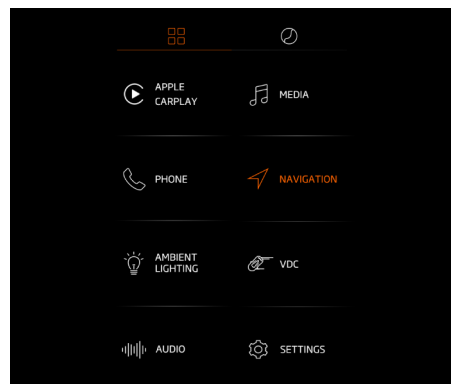 APPLE
CARPLAY
MEDIA
PHONE
NAVIGATION
AMBIENT
LIGHTING
VDC
AUDIO
SETTINGS